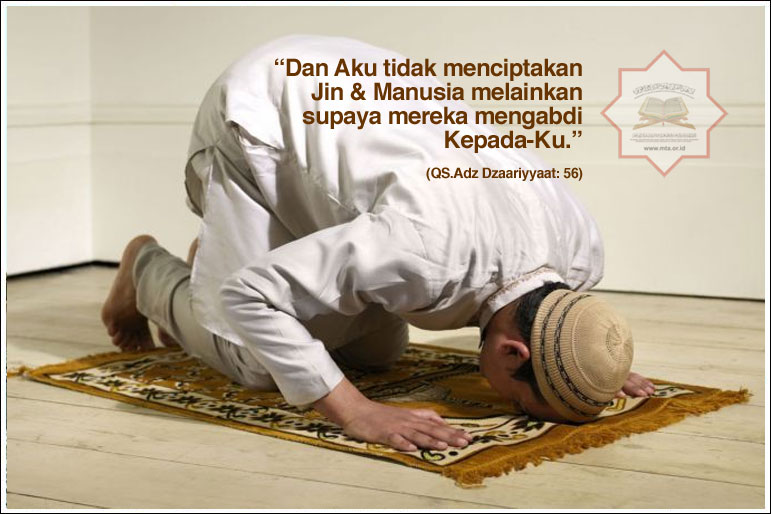 “Dan Aku tidak menciptakan
Jin & Manusia melainkan
supaya mereka mengabdi
Kepada-Ku.”
(QS.Adz Dzaariyyaat: 56)
www.mta.or.id